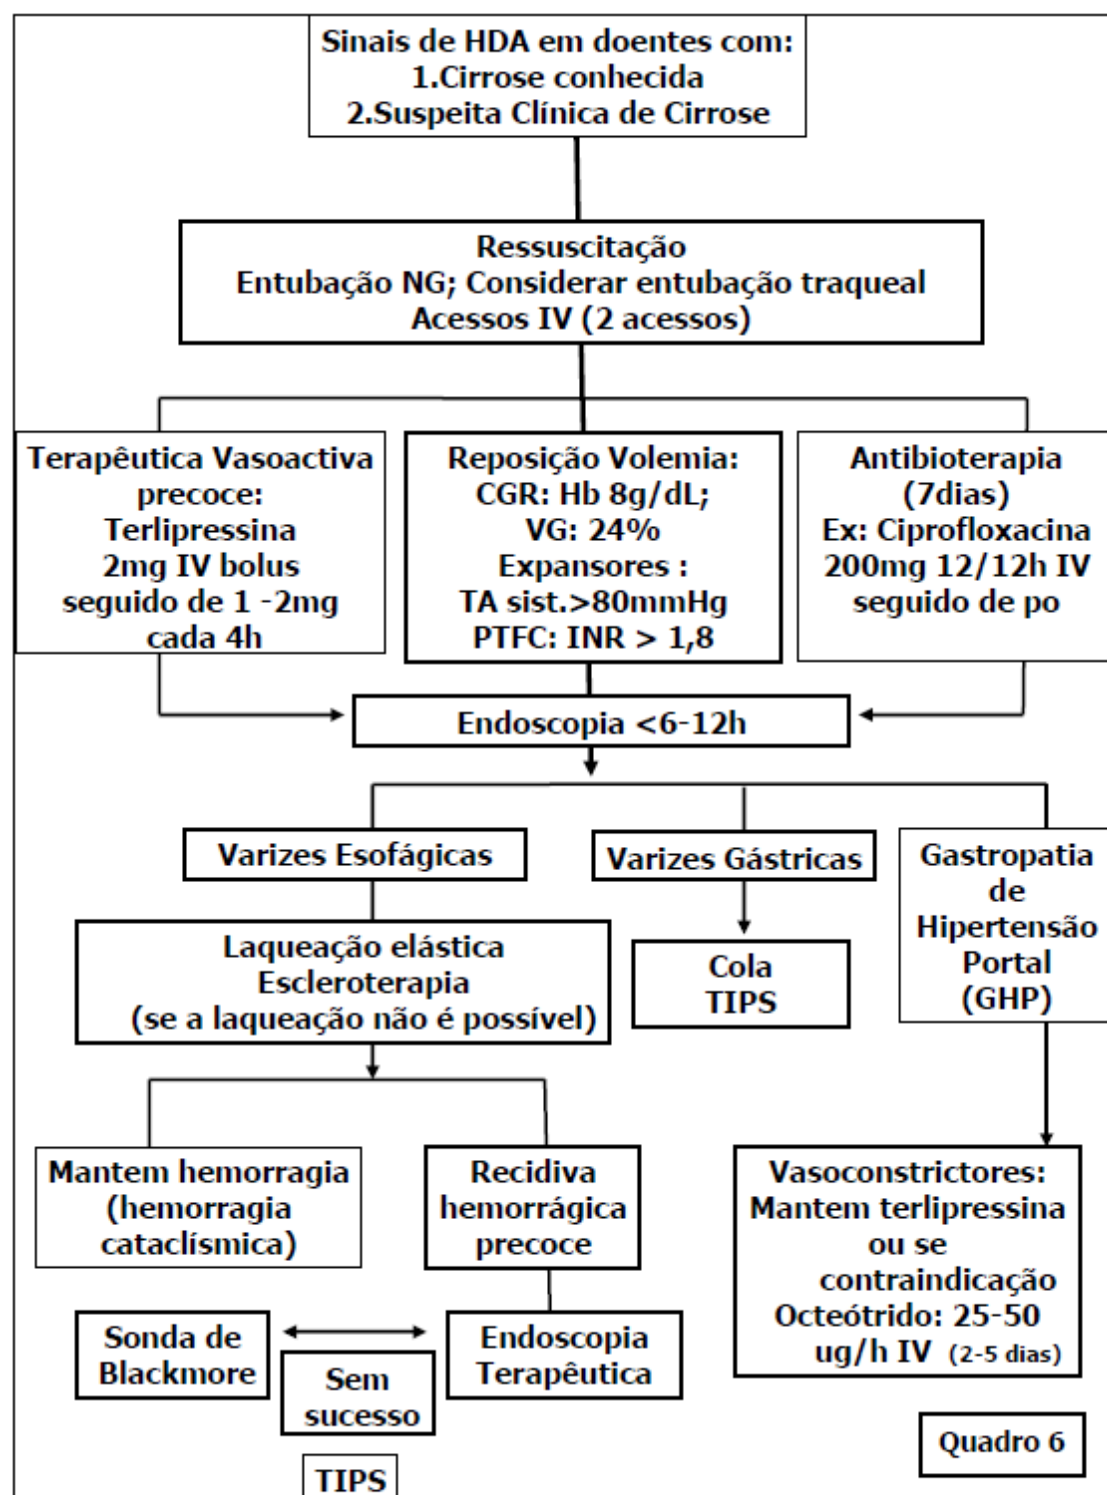 Sinais de HDA em doentes com:
1.Cirrose conhecida
2.Suspeita Clínica de Cirrose
Ressuscitação
Entubação NG; Considerar entubação traqueal
Acessos IV (2 acessos)
Terapêutica Vasoactiva
precoce:
Terlipressina
2mg IV bolus
seguido de 1 -2mg
cada 4h
Reposição Volemia:
CGR: Hb 8g/dL;
VG: 24%
Expansores :
TA sist.>80mmHg
PTFC: INR > 1,8
Antibioterapia
(7dias)
Ex: Ciprofloxacina
200mg 12/12h IV
seguido de po
Endoscopia <6-12h
Varizes Esofágicas
Varizes Gástricas
Gastropatia
de
Hipertensão
Portal
(GHP)
Laqueação elástica
Escleroterapia
(se a laqueação não é possível)
Cola
TIPS
Mantem hemorragia
(hemorragia
cataclísmica)
Recidiva
hemorrágica
precoce
Vasoconstrictores:
Mantem terlipressina
ou se
contraindicação
Octeótrido: 25-50
ug/h IV (2-5 dias)
Sonda de
Blackmore
Endoscopia
Terapêutica
Sem
sucesso
TIPS
Quadro 6